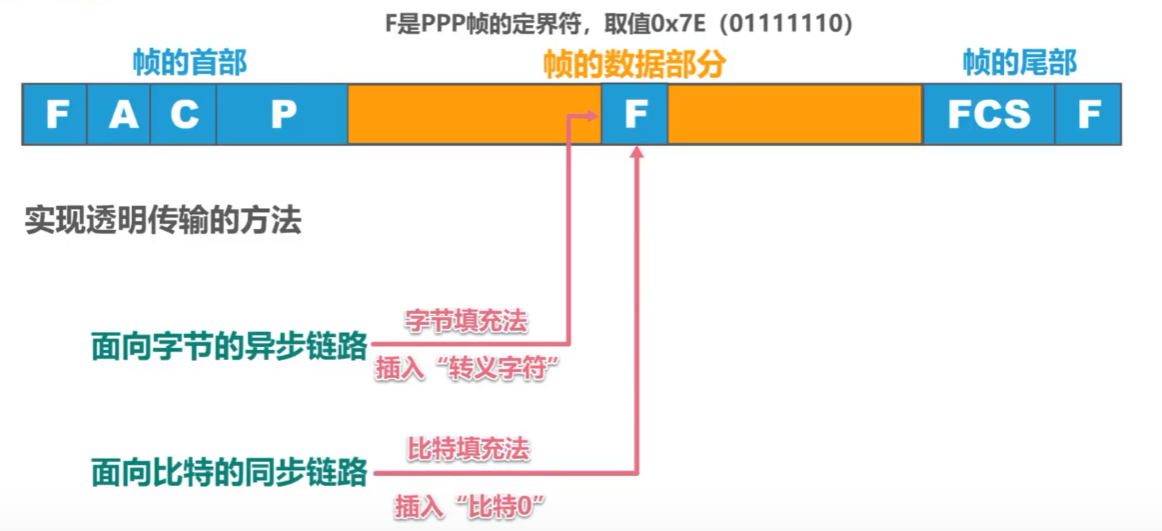 F是PPP帧的定界符，取值0x7E（01111110）
帧的首部 帧的数据部分 帧的尾部
F A C P F FCS F
实现透明传输的方法
字节填充法
面向字节的异步链路
插入“转义字符”
比特填充法
面向比特的同步链路
插入“比特0”